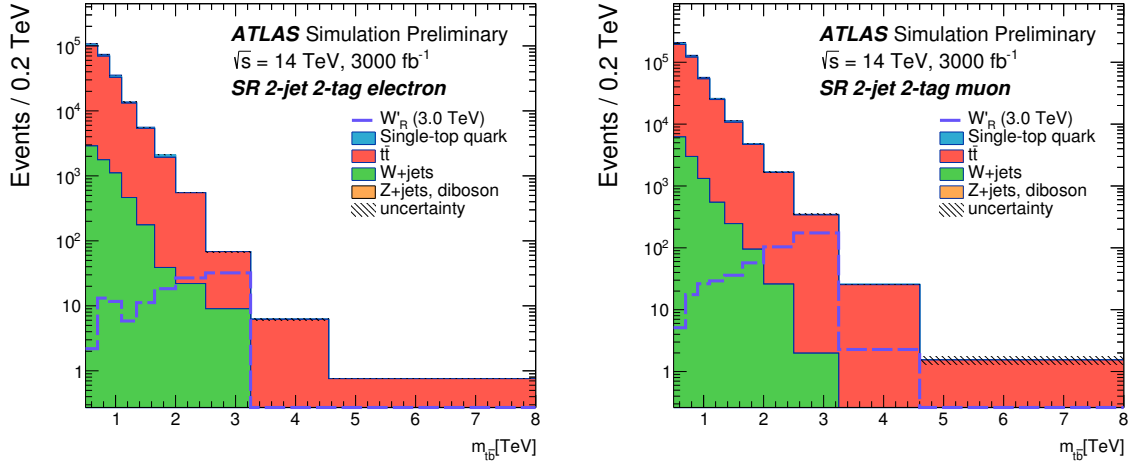 Events / 0.2 TeV
ATLAS Simulation Preliminary
√s = 14 TeV, 3000 fb⁻¹
SR 2-jet 2-tag electron
W'_R (3.0 TeV)
Single-top quark
tt̄
W+jets
Z+jets, diboson
uncertainty
10⁵
10⁴
10³
10²
10
1
1 2 3 4 5 6 7 8
m_tb̄[TeV]
Events / 0.2 TeV
ATLAS Simulation Preliminary
√s = 14 TeV, 3000 fb⁻¹
SR 2-jet 2-tag muon
W'_R (3.0 TeV)
Single-top quark
tt̄
W+jets
Z+jets, diboson
uncertainty
10⁵
10⁴
10³
10²
10
1
1 2 3 4 5 6 7 8
m_tb̄[TeV]